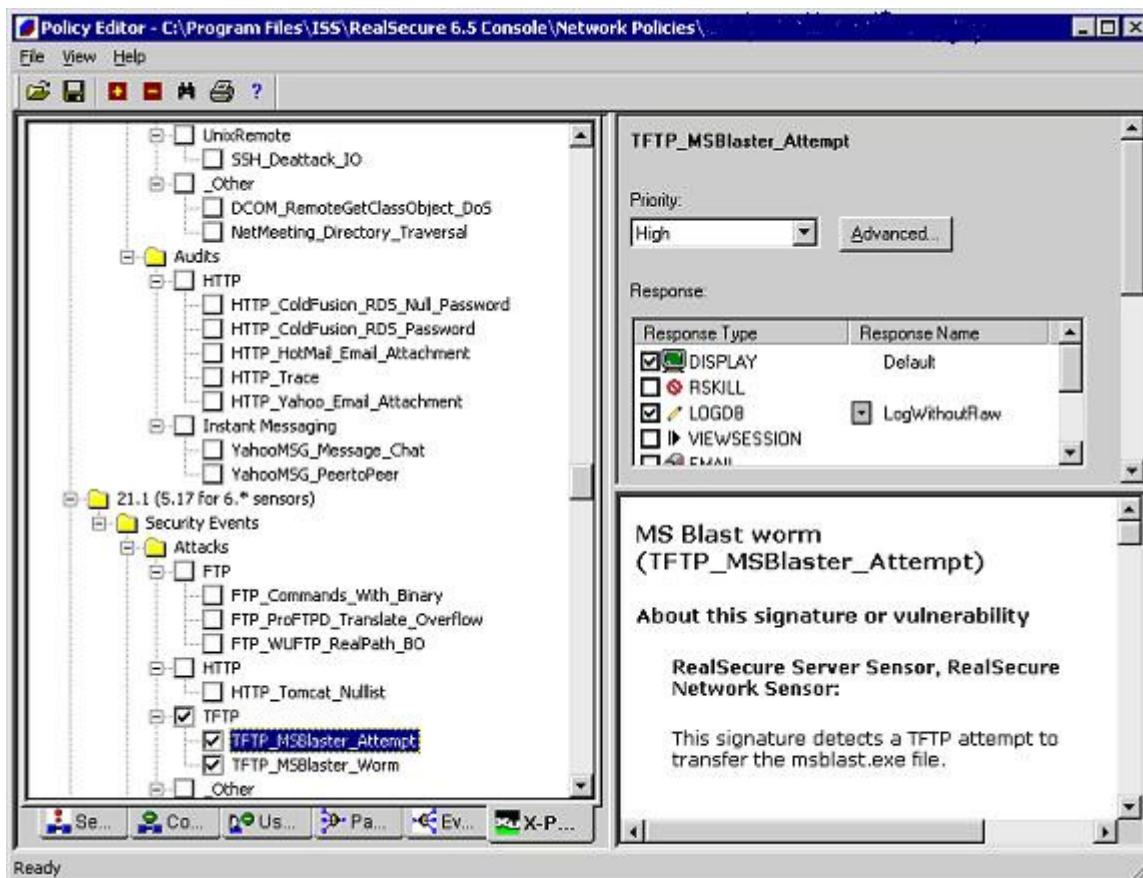 Policy Editor - C:\Program Files\ISS\RealSecure 6.5 Console\Network Policies\
File View Help
UnixRemote
SSH_Deattack_IO
_Other
DCOM_RemoteGetClassObject_DoS
NetMeeting_Directory_Traversal
Audits
HTTP
HTTP_ColdFusion_RDS_Null_Password
HTTP_ColdFusion_RDS_Password
HTTP_HotMail_Email_Attachment
HTTP_Trace
HTTP_Yahoo_Email_Attachment
Instant Messaging
YahooMSG_Message_Chat
YahooMSG_PeertoPeer
21.1 (5.17 for 6.* sensors)
Security Events
Attacks
FTP
FTP_Commands_With_Binary
FTP_ProFTPD_Translate_Overflow
FTP_WUFTP_RealPath_BO
HTTP
HTTP_Tomcat_Nullist
TFTP
TFTP_MSBlaster_Attempt
TFTP_MSBlaster_Worm
_Other
Se... Co... Us... Pa... Ev... X-P...
TFTP_MSBlaster_Attempt
Priority:
High Advanced...
Response:
Response Type Response Name
DISPLAY Default
RSKILL
LOGDB LogWithoutRaw
VIEWSESSION
EMAIL
MS Blast worm
(TFTP_MSBlaster_Attempt)
About this signature or vulnerability
RealSecure Server Sensor, RealSecure
Network Sensor:
This signature detects a TFTP attempt to
transfer the msblast.exe file.
Ready